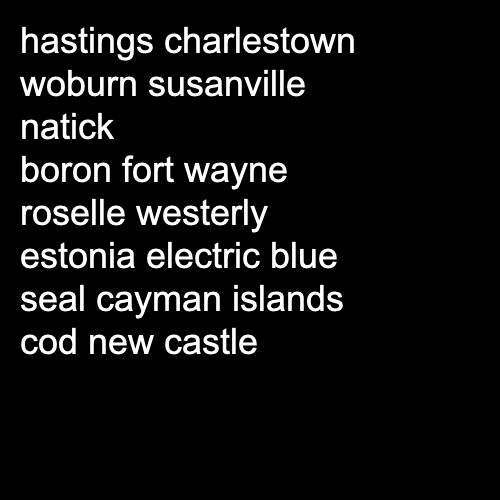 hastings charlestown
woburn susanville
natick
boron fort wayne
roselle westerly
estonia electric blue
seal cayman islands
cod new castle